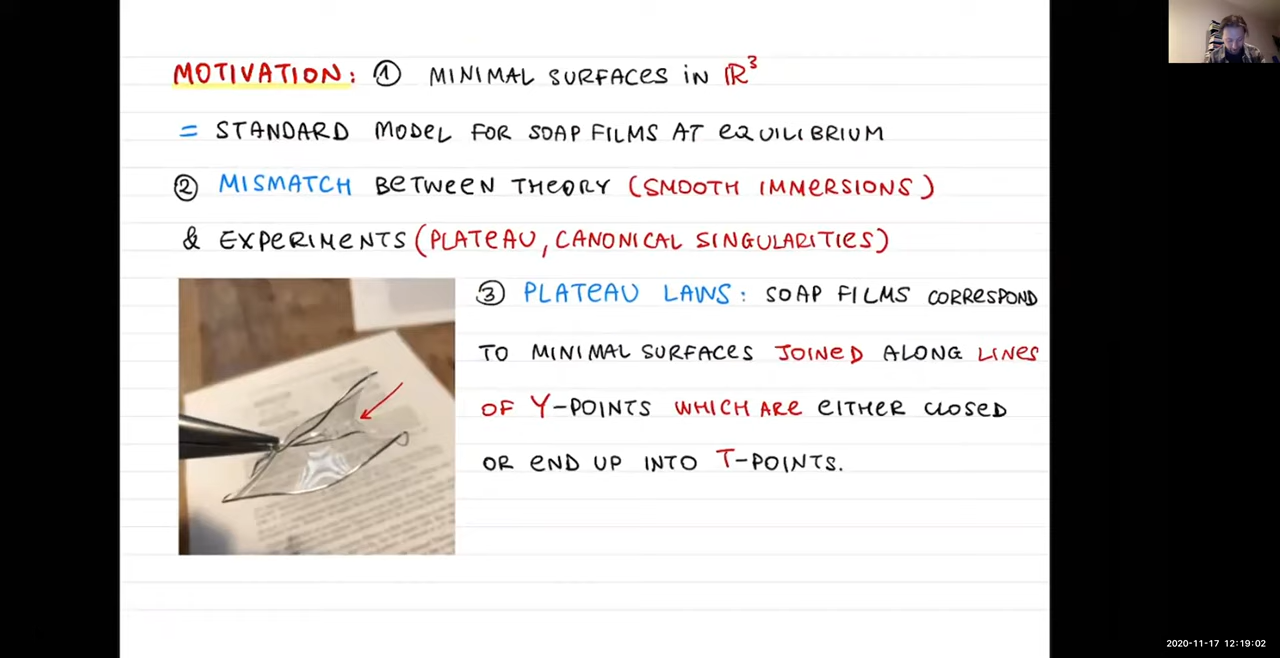 MOTIVATION: ① MINIMAL SURFACES IN ℝ³
= STANDARD MODEL FOR SOAP FILMS AT EQUILIBRIUM
② MISMATCH BETWEEN THEORY (SMOOTH IMMERSIONS)
& EXPERIMENTS (PLATEAU, CANONICAL SINGULARITIES)
③ PLATEAU LAWS: SOAP FILMS CORRESPOND
TO MINIMAL SURFACES JOINED ALONG LINES
OF Y-POINTS WHICH ARE EITHER CLOSED
OR END UP INTO T-POINTS.
2020-11-17 12:19:02